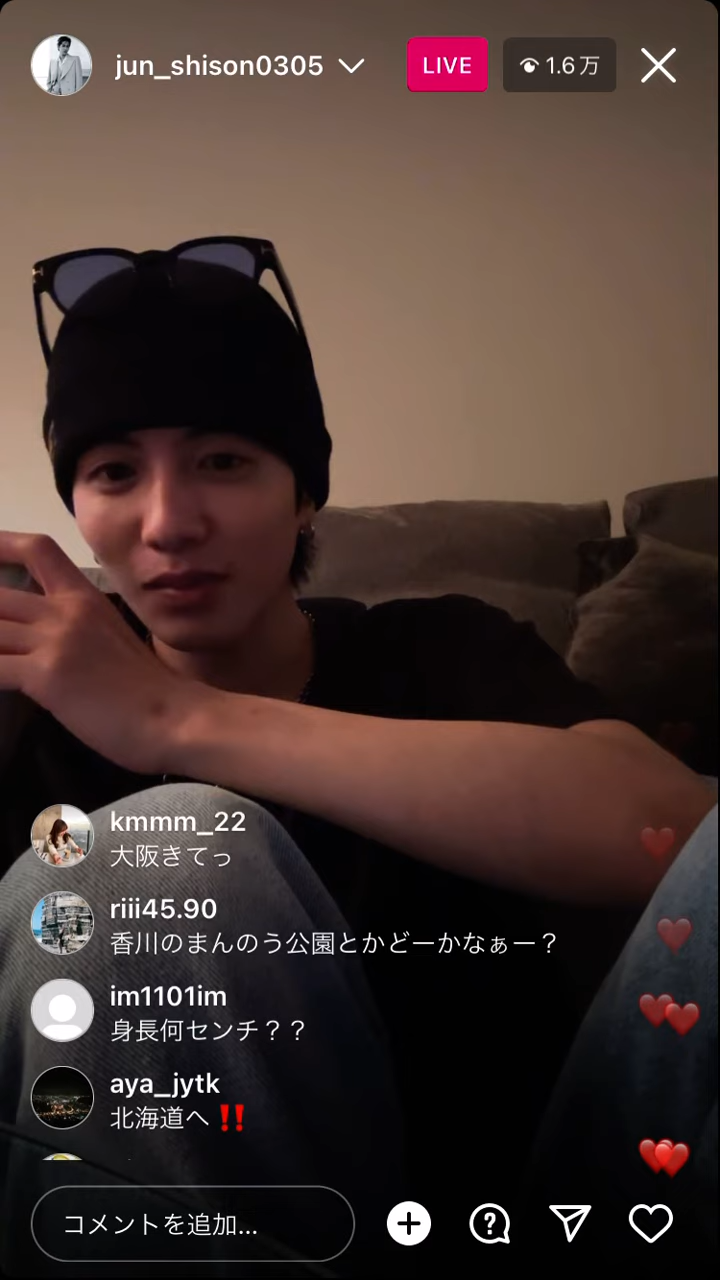 jun_shison0305
LIVE
1.6万
kmmm_22
大阪きてっ
riii45.90
香川のまんのう公園とかどーかなぁー？
im1101im
身長何センチ？？
aya_jytk
北海道へ‼️
コメントを追加...